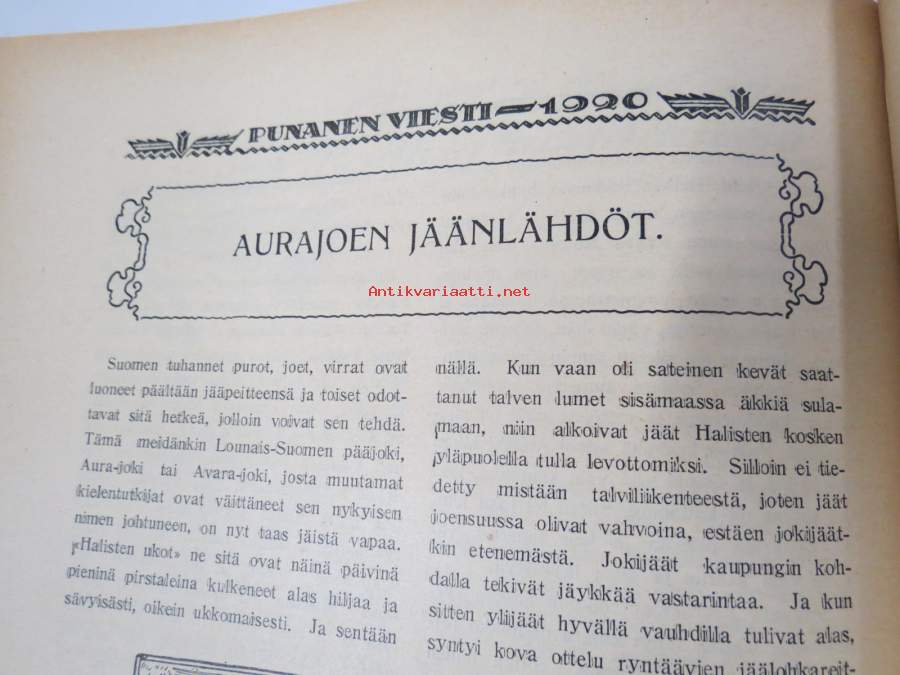 PUNANEN VIESTI—1920
AURAJOEN JÄÄNLÄHDÖT.
Antikvariaatti.net
Suomen tuhannet purot, joet, virrat ovat
luoneet päältään jääpeitteensä ja toiset odot-
tavat sitä hetkeä, jolloin voivat sen tehdä.
Tämä meidänkin Lounais-Suomen pääjoki,
Aura-joki tai Avara-joki, josta muutamat
kielentutkijat ovat väittäneet sen nykyisen
nimen johtuneen, on nyt taas jäistä vapaa.
»Halisten ukot» ne sitä ovat näinä päivinä
pieninä pirstaleina kulkeneet alas hiljaa ja
sävyisästi, oikein ukkomaisesti. Ja sentään
mällä. Kun vaan oli sateinen kevät saat-
tanut talven lumet sisämaassa äkkiä sula-
maan, niin alkoivat jäät Halisten kosken
yläpuolella tulla levottomiksi. Silloin ei tie-
detty mistään talviliikenteestä, joten jäät
joensuussa olivat vahvoina, estäen jokijäät-
kin etenemästä. Jokijäät kaupungin koh-
dalla tekivät jäykkää vastarintaa. Ja kun
sitten ylijäät hyvällä vauhdilla tulivat alas,
syntyi kova ottelu ryntäävien jäälohkareit-